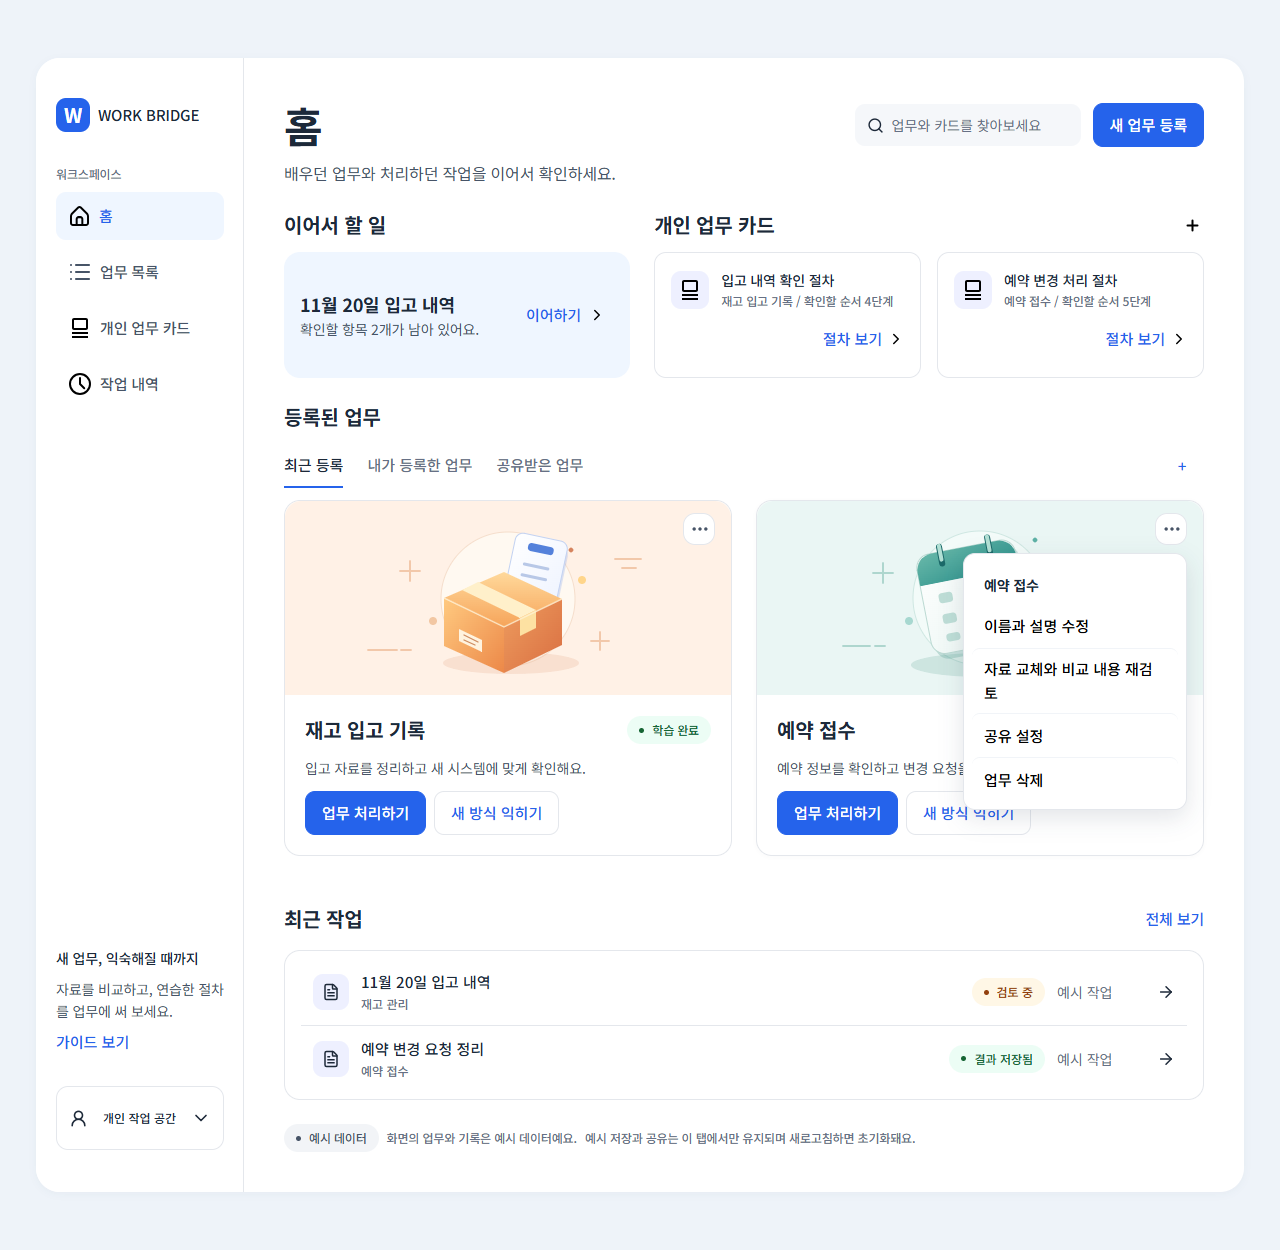 W WORK BRIDGE
워크스페이스
홈
업무 목록
개인 업무 카드
작업 내역
새 업무, 익숙해질 때까지
자료를 비교하고, 연습한 절차
를 업무에 써 보세요.
가이드 보기
개인 작업 공간
홈
업무와 카드를 찾아보세요
새 업무 등록
배우던 업무와 처리하던 작업을 이어서 확인하세요.
이어서 할 일
11월 20일 입고 내역
확인할 항목 2개가 남아 있어요.
이어하기
개인 업무 카드
+
입고 내역 확인 절차
재고 입고 기록 / 확인할 순서 4단계
절차 보기
예약 변경 처리 절차
예약 접수 / 확인할 순서 5단계
절차 보기
등록된 업무
최근 등록 내가 등록한 업무 공유받은 업무
+
재고 입고 기록
학습 완료
입고 자료를 정리하고 새 시스템에 맞게 확인해요.
업무 처리하기
새 방식 익히기
예약 접수
예약 정보를 확인하고 변경 요청을
업무 처리하기
새 방식 익히기
예약 접수
이름과 설명 수정
자료 교체와 비교 내용 재검
토
공유 설정
업무 삭제
최근 작업
전체 보기
11월 20일 입고 내역
재고 관리
검토 중
예시 작업
예약 변경 요청 정리
예약 접수
결과 저장됨
예시 작업
예시 데이터
화면의 업무와 기록은 예시 데이터예요. 예시 저장과 공유는 이 탭에서만 유지되며 새로고침하면 초기화돼요.